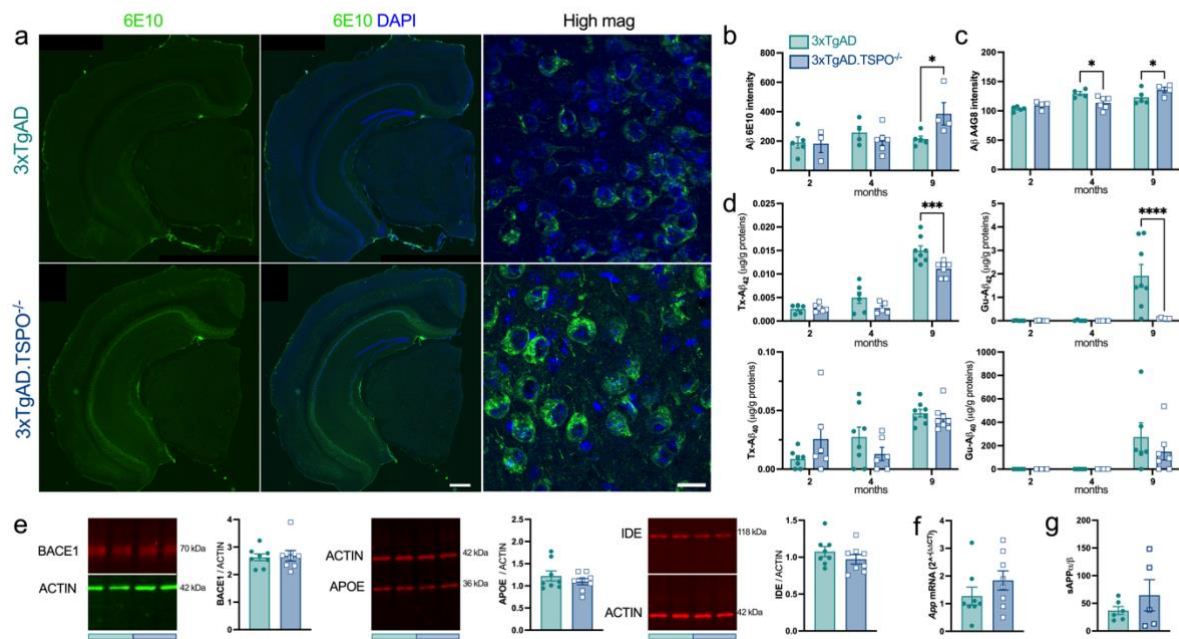 6E10
6E10 DAPI
High mag
a
3xTgAD
3xTgAD.TSPO-/-
b
Aβ 6E10 intensity
800
600
400
200
0
2 4 9
months
3xTgAD
3xTgAD.TSPO-/-
*
c
Aβ A4G8 intensity
200
150
100
50
0
* *
2 4 9
months
d
Tx-Aβ42 (µg/g proteins)
0.025
0.020
0.015
0.010
0.005
0.000
***
2 4 9
months
Gu-Aβ42 (µg/g proteins)
5
4
3
2
1
0
****
2 4 9
months
Tx-Aβ40 (µg/g proteins)
0.10
0.05
0.00
2 4 9
months
Gu-Aβ40 (µg/g proteins)
1000
800
600
400
200
0
2 4 9
months
e
BACE1
70 kDa
ACTIN
42 kDa
BACE1 / ACTIN
4
3
2
1
0
ACTIN
42 kDa
APOE
36 kDa
APOE / ACTIN
2.5
2.0
1.5
1.0
0.5
0.0
IDE
118 kDa
ACTIN
42 kDa
IDE / ACTIN
2.0
1.5
1.0
0.5
0.0
f
App mRNA (2^-(ΔΔCT)
4
3
2
1
0
g
sAPPα/β
200
150
100
50
0